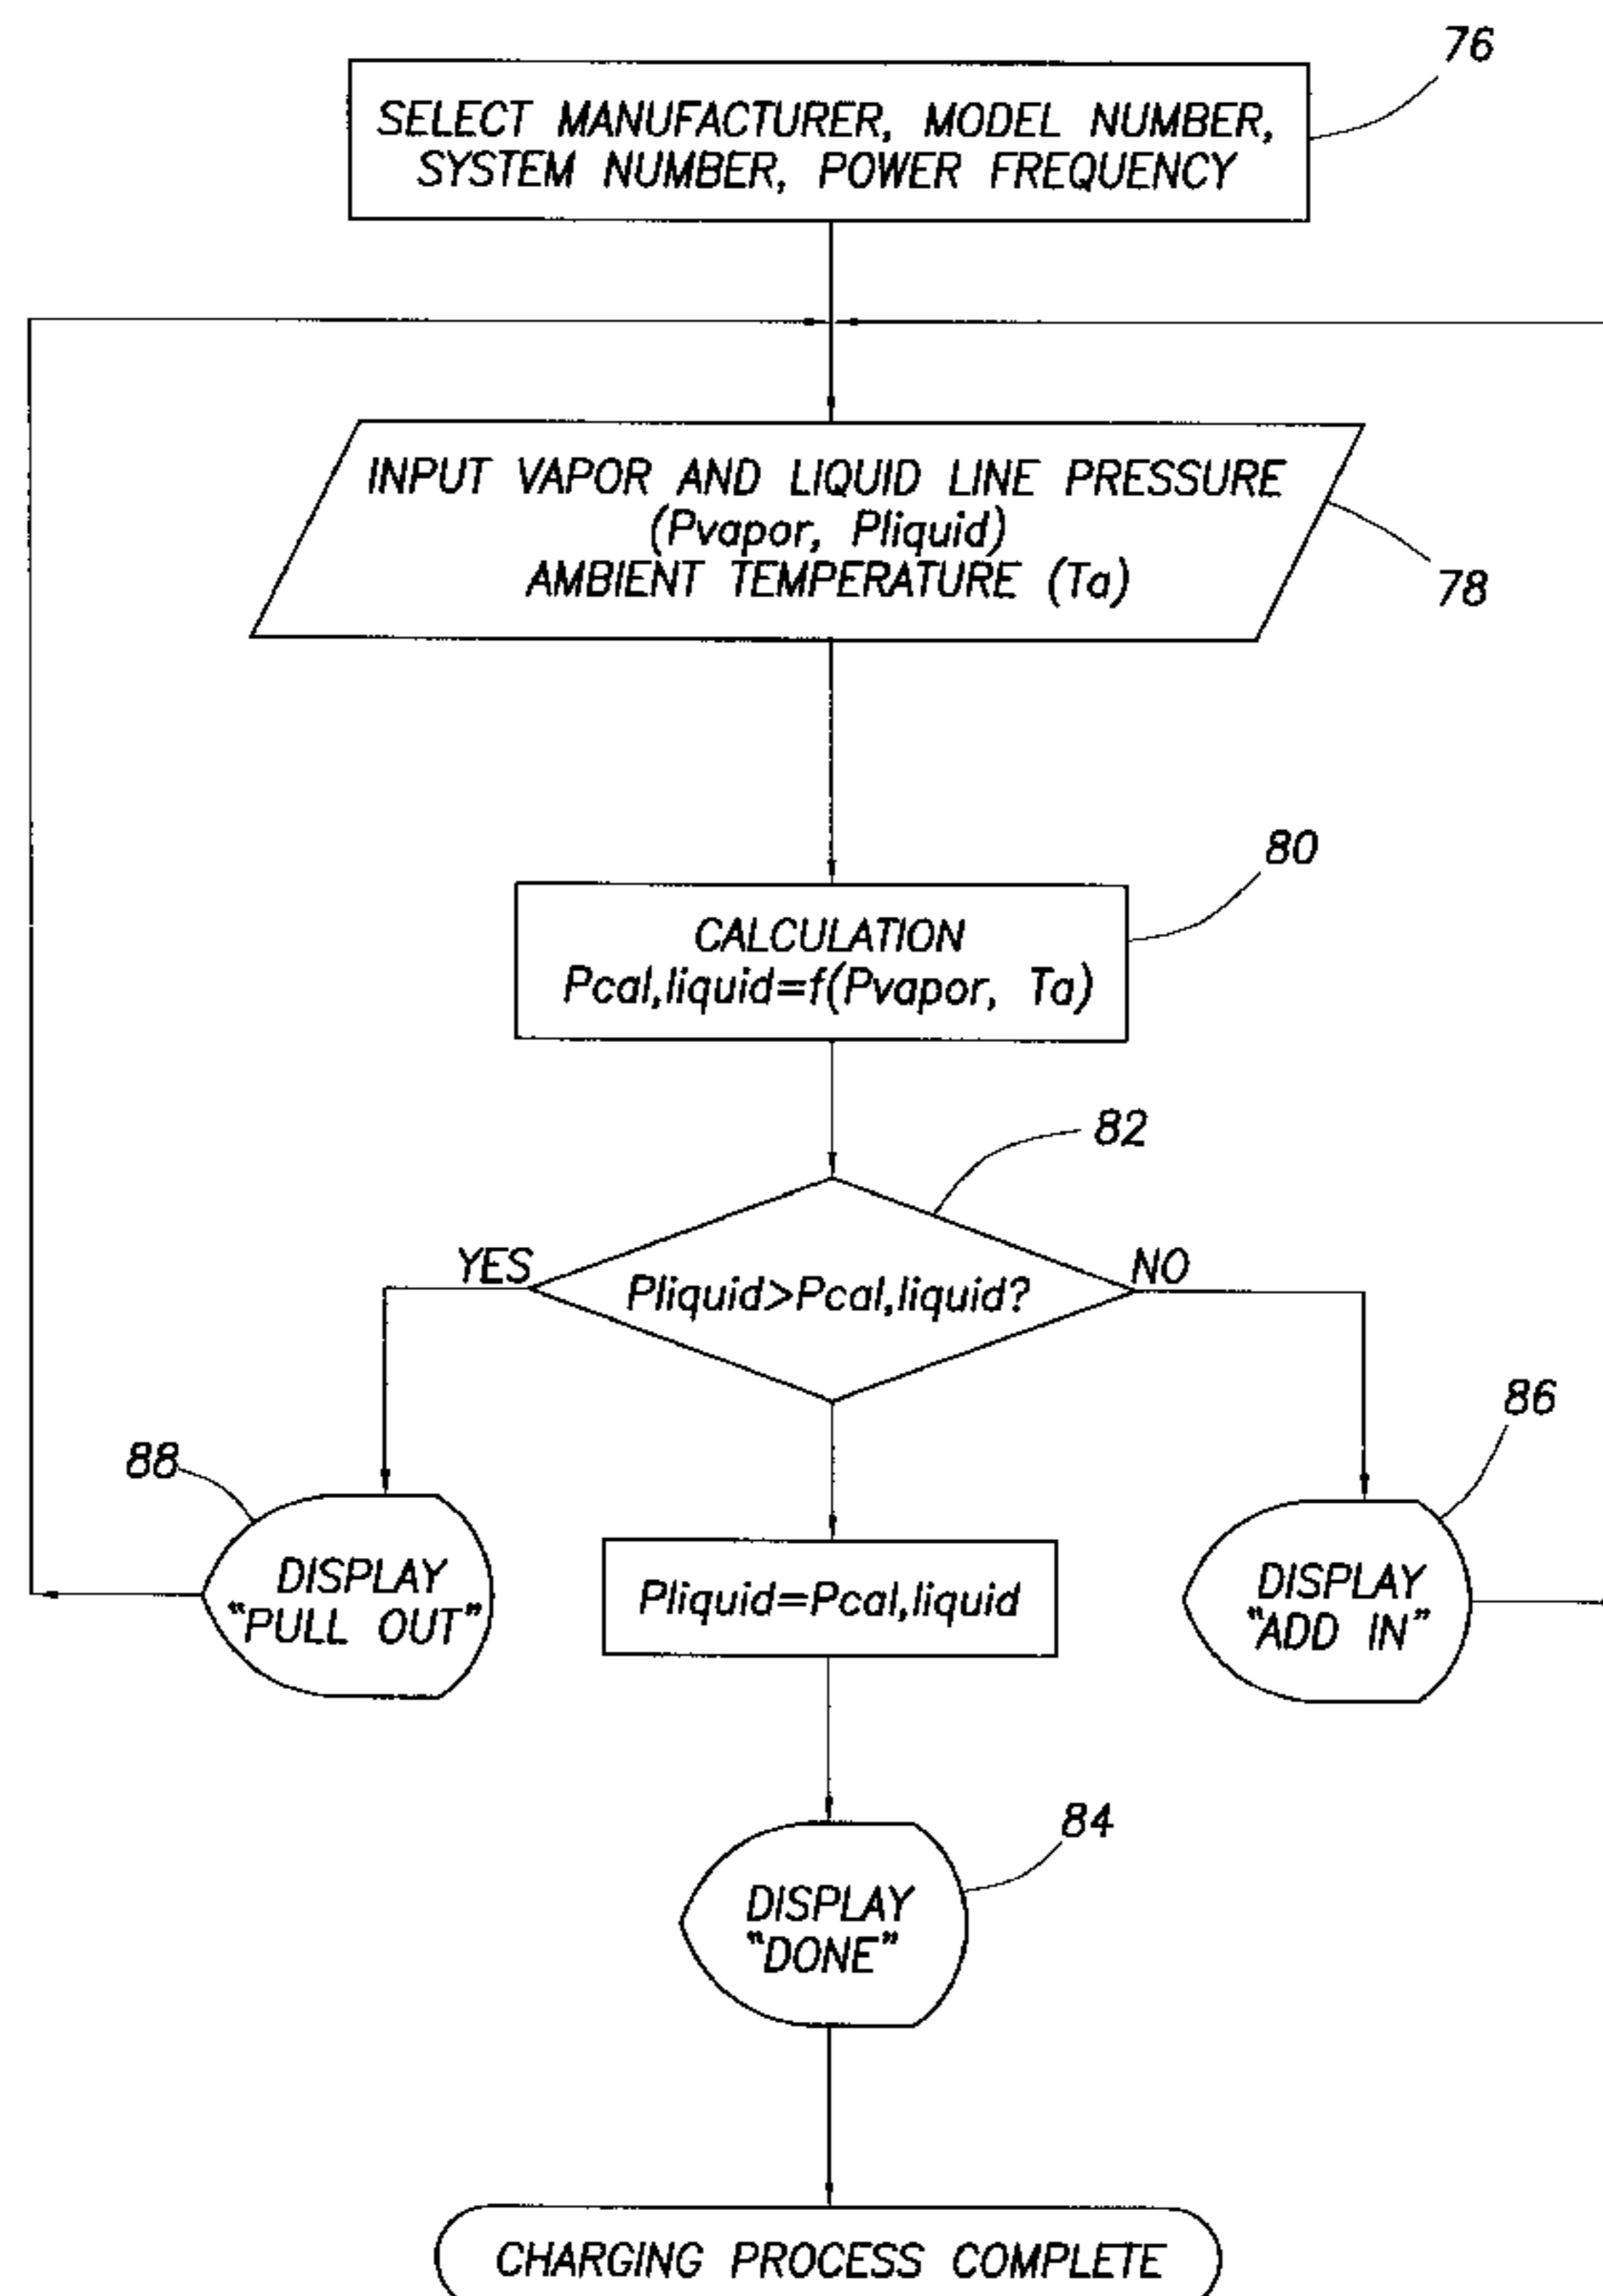 76
SELECT MANUFACTURER, MODEL NUMBER,
SYSTEM NUMBER, POWER FREQUENCY
INPUT VAPOR AND LIQUID LINE PRESSURE
(Pvapor, Pliquid)
AMBIENT TEMPERATURE (Ta)
78
80
CALCULATION
Pcal,liquid=f(Pvapor, Ta)
82
YES
NO
Pliquid>Pcal,liquid?
86
88
DISPLAY
"PULL OUT"
Pliquid=Pcal,liquid
DISPLAY
"ADD IN"
84
DISPLAY
"DONE"
CHARGING PROCESS COMPLETE